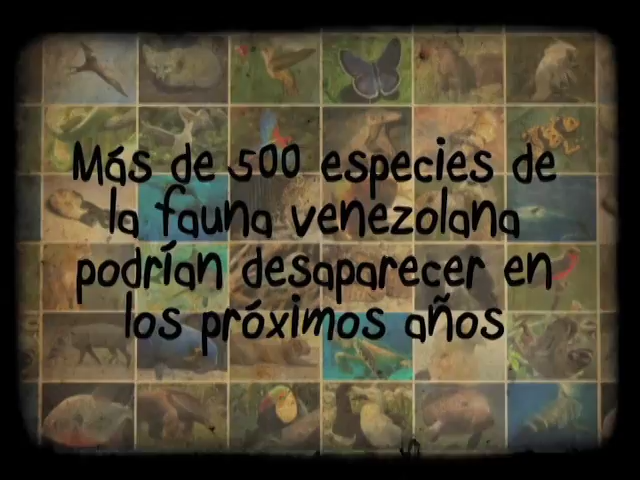 Más de 500 especies de
la fauna venezolana
podrían desaparecer en
los próximos años